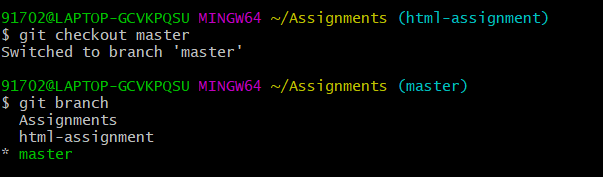 91702@LAPTOP-GCVKPQSU MINGW64 ~/Assignments (html-assignment)
$ git checkout master
Switched to branch 'master'
91702@LAPTOP-GCVKPQSU MINGW64 ~/Assignments (master)
$ git branch
  Assignments
  html-assignment
* master